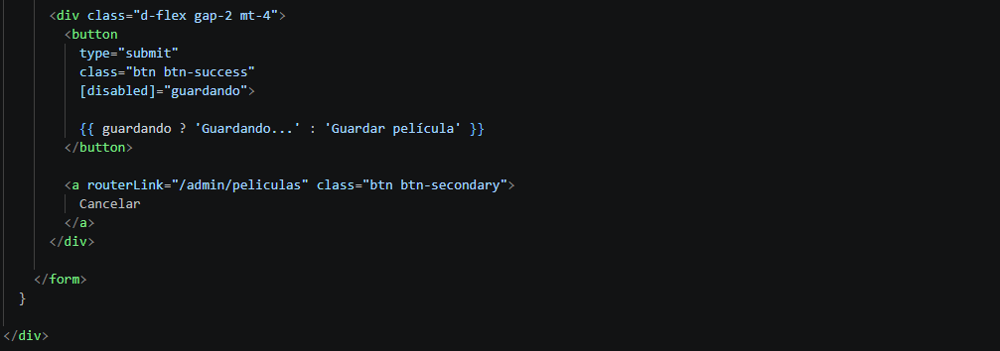 <div class="d-flex gap-2 mt-4">
<button
type="submit"
class="btn btn-success"
[disabled]="guardando">
{{ guardando ? 'Guardando...' : 'Guardar película' }}
</button>
<a routerLink="/admin/peliculas" class="btn btn-secondary">
Cancelar
</a>
</div>
</form>
}
</div>